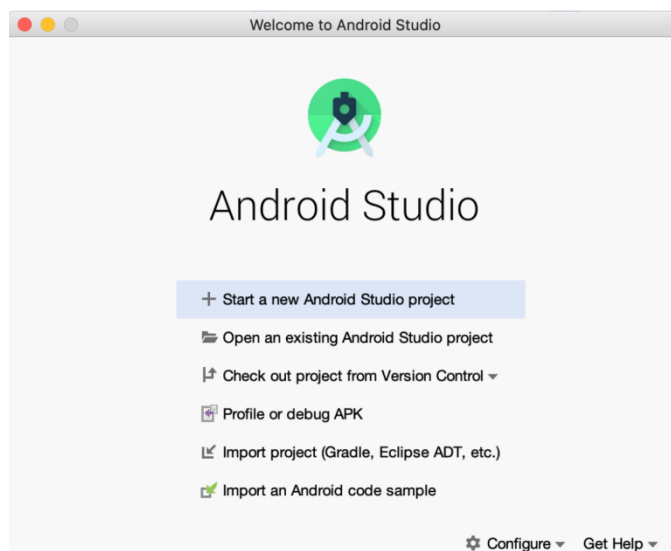 Welcome to Android Studio
Android Studio
Start a new Android Studio project
Open an existing Android Studio project
Check out project from Version Control
Profile or debug APK
Import project (Gradle, Eclipse ADT, etc.)
Import an Android code sample
Configure Get Help